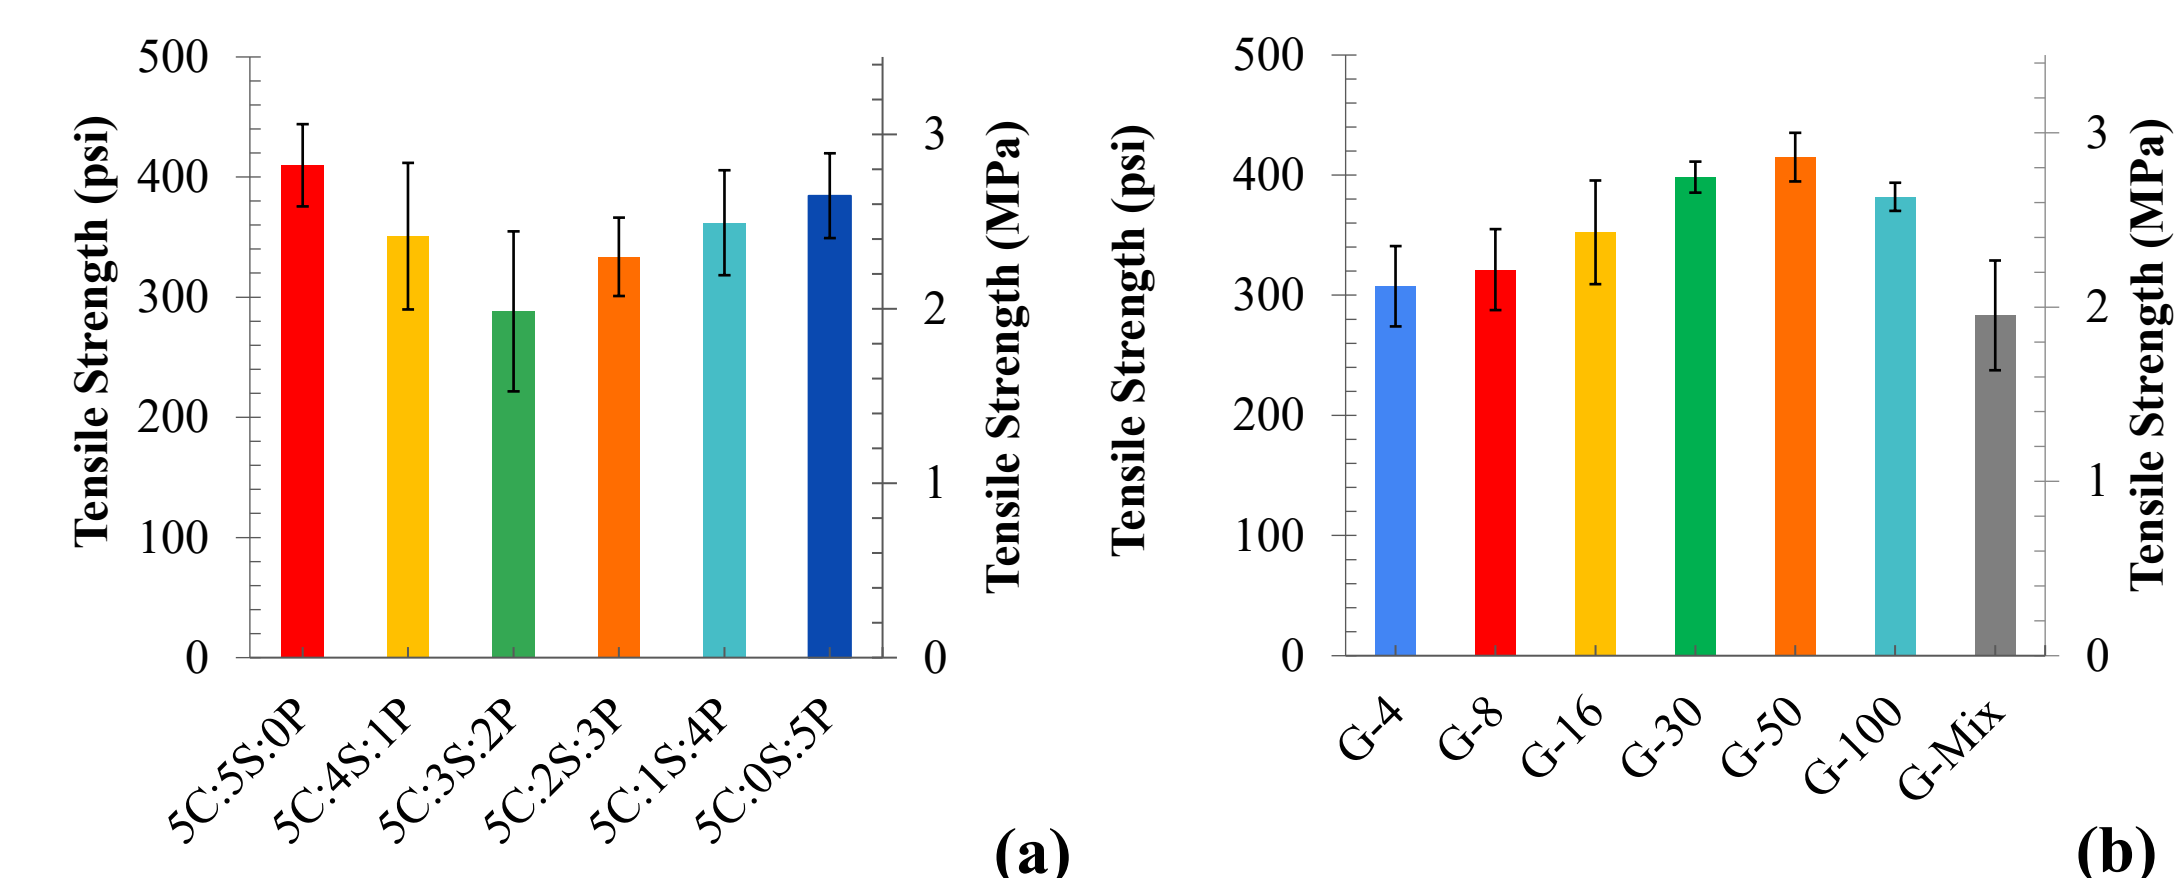 Tensile Strength (psi)
500
400
300
200
100
0
3
2
1
0
Tensile Strength (MPa)
5C:5S:0P
5C:4S:1P
5C:3S:2P
5C:2S:3P
5C:1S:4P
5C:0S:5P
(a)
Tensile Strength (psi)
500
400
300
200
100
0
3
2
1
0
Tensile Strength (MPa)
G-4
G-8
G-16
G-30
G-50
G-100
G-Mix
(b)